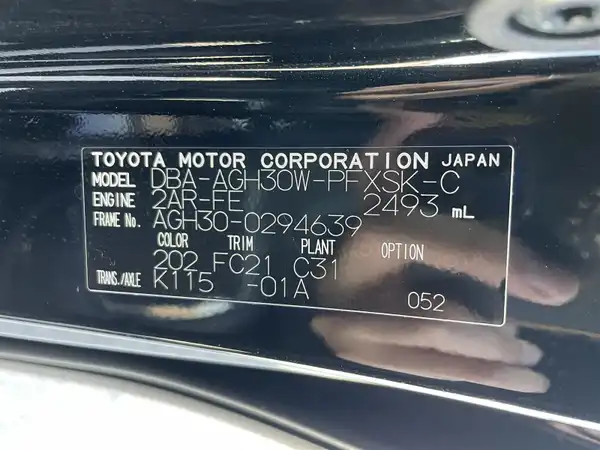 TOYOTA MOTOR CORPORATION JAPAN
MODEL DBA-AGH30W-PFXSK-C
ENGINE 2AR-FE 2493 mL
FRAME No. AGH30-0294639
COLOR TRIM PLANT OPTION
202 FC21 C31
TRANS./AXLE K115 -01A 052